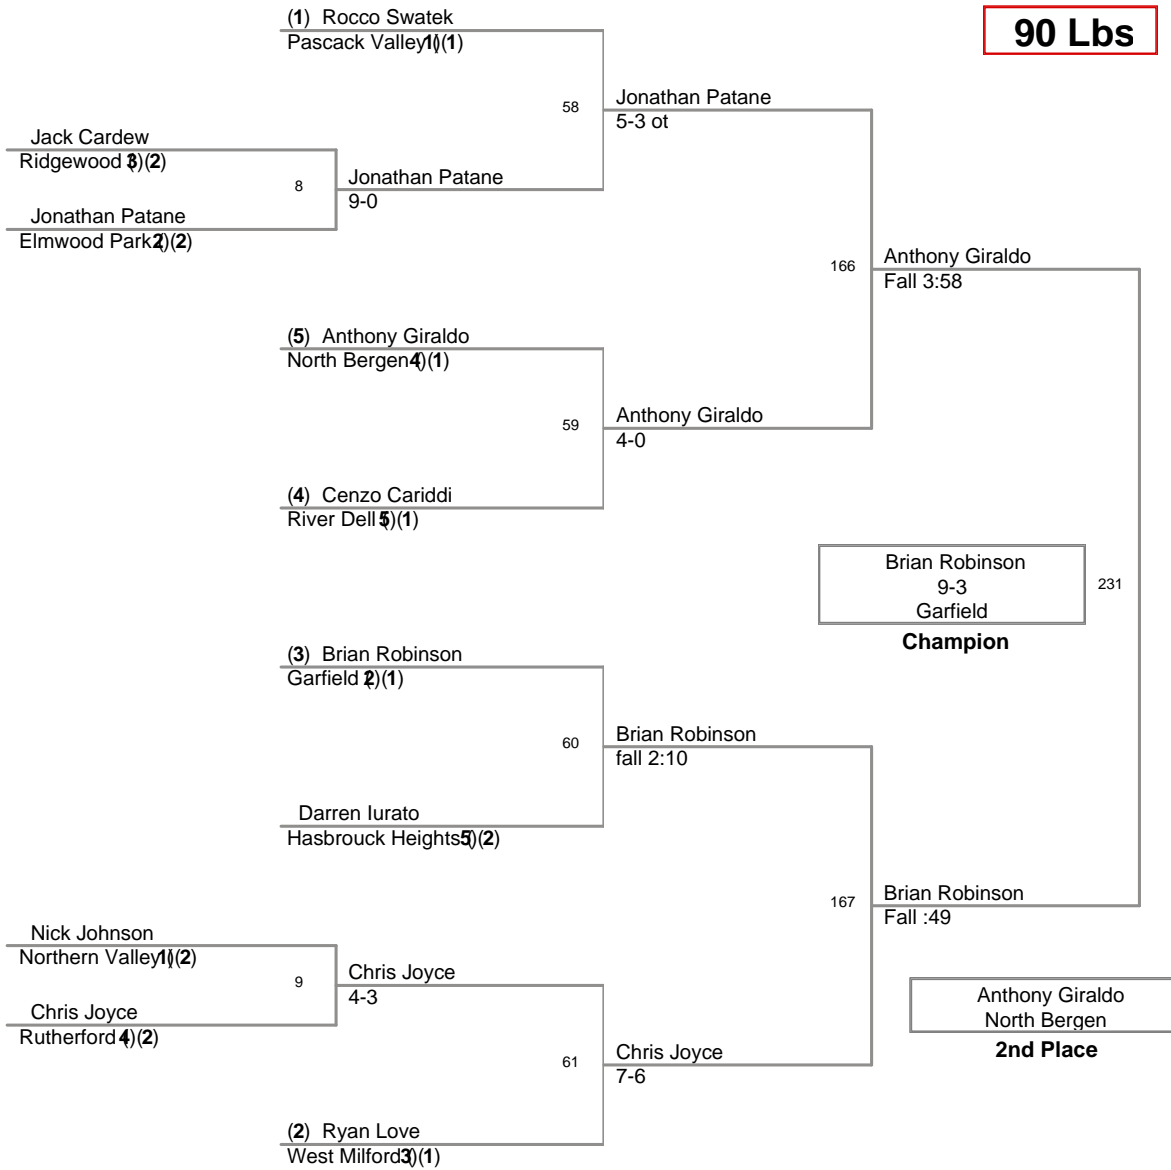 (1) Rocco Swatek
90 Lbs
Pascack Valley (1)(1)
58
Jonathan Patane
5-3 ot
Jack Cardew
Ridgewood (3)(2)
8
Jonathan Patane
9-0
Jonathan Patane
Elmwood Park (2)(2)
166
Anthony Giraldo
Fall 3:58
(5) Anthony Giraldo
North Bergen (4)(1)
59
Anthony Giraldo
4-0
(4) Cenzo Cariddi
River Dell (5)(1)
Brian Robinson
9-3
Garfield
231
Champion
(3) Brian Robinson
Garfield (2)(1)
60
Brian Robinson
fall 2:10
Darren Iurato
Hasbrouck Heights (5)(2)
167
Brian Robinson
Fall :49
Nick Johnson
Northern Valley (1)(2)
9
Chris Joyce
4-3
Chris Joyce
Rutherford (4)(2)
Anthony Giraldo
North Bergen
2nd Place
61
Chris Joyce
7-6
(2) Ryan Love
West Milford (3)(1)